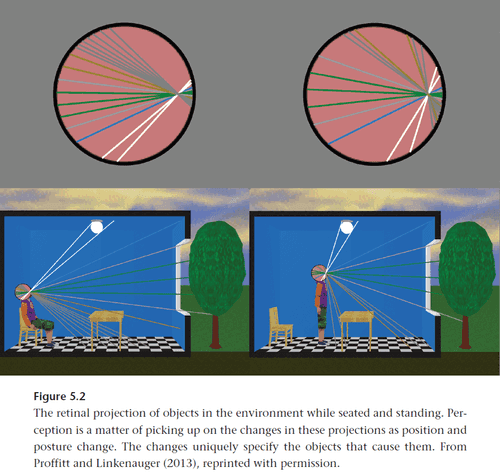 Figure 5.2
The retinal projection of objects in the environment while seated and standing. Per-
ception is a matter of picking up on the changes in these projections as position and
posture change. The changes uniquely specify the objects that cause them. From
Proffitt and Linkenauger (2013), reprinted with permission.